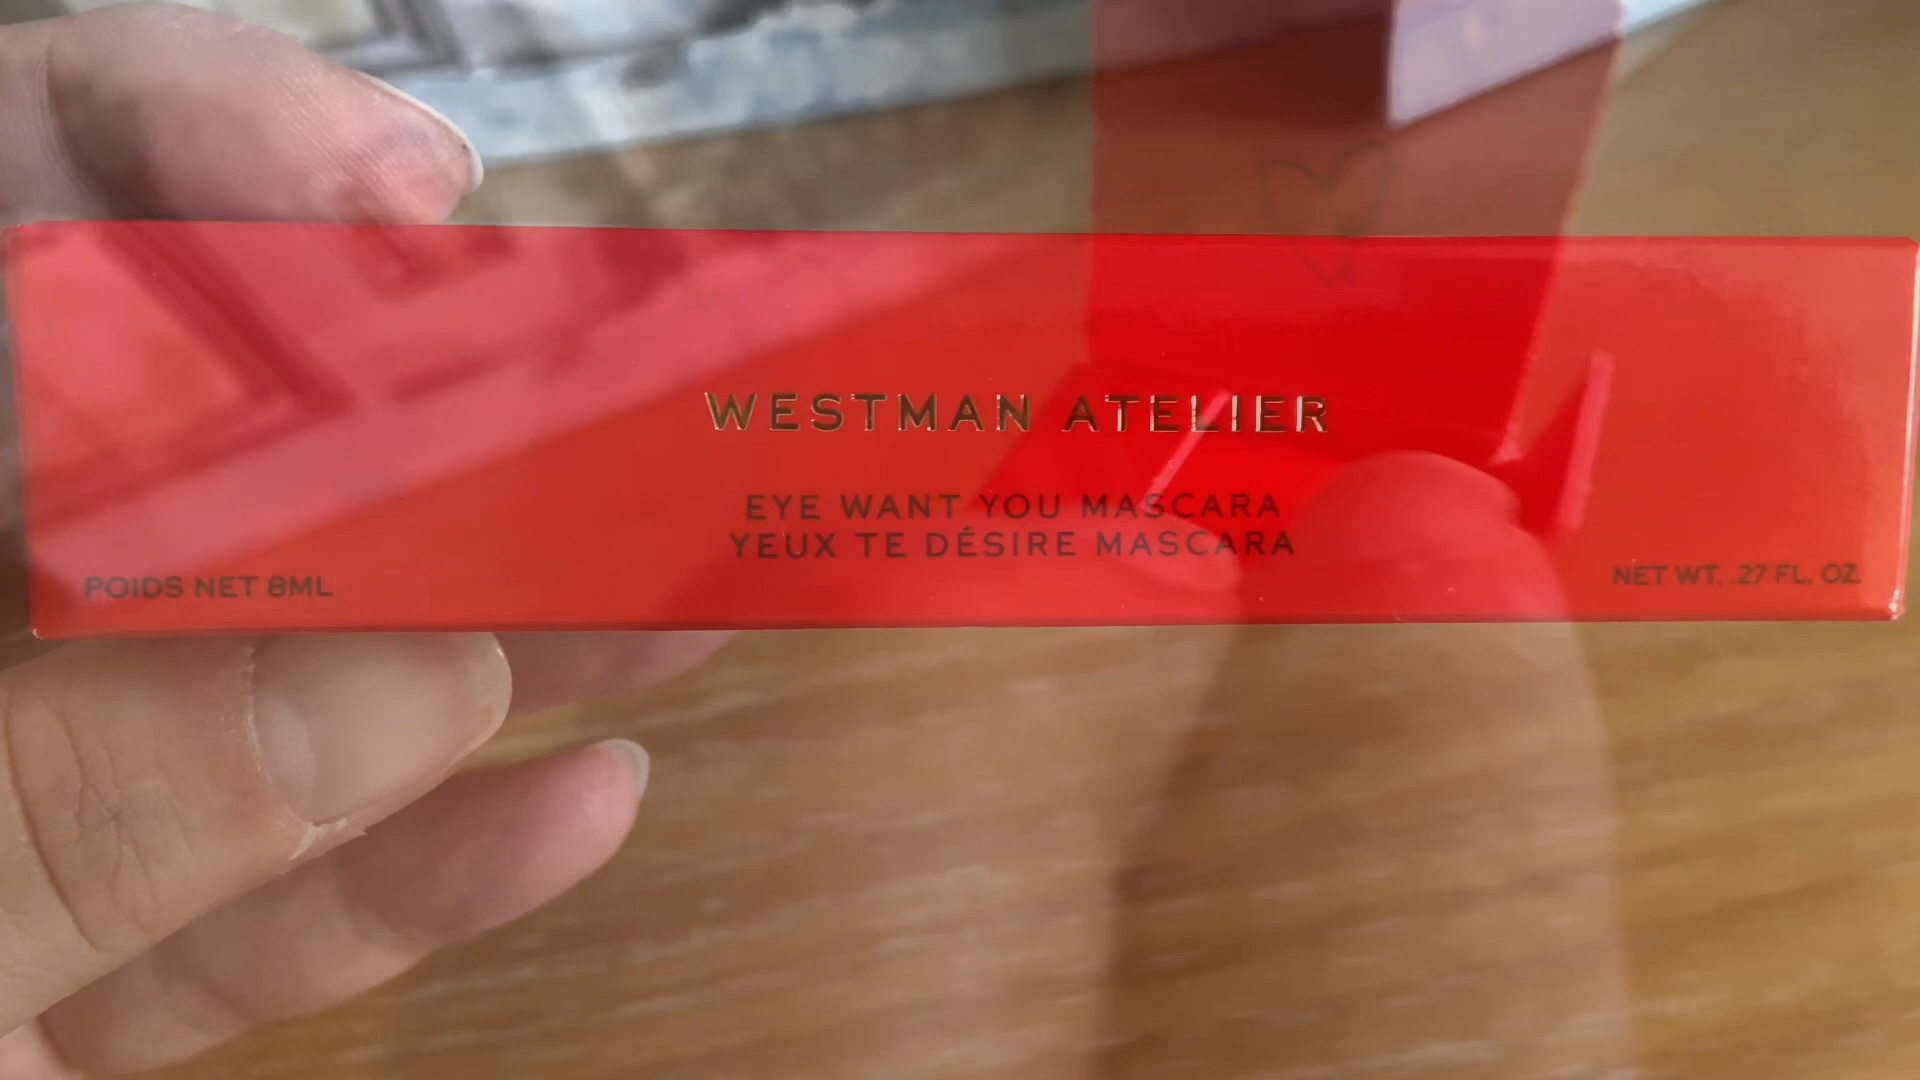 WESTMAN ATELIER
EYE WANT YOU MASCARA
YEUX TE DÉSIRE MASCARA
POIDS NET 8ML
NET WT. .27 FL. OZ.